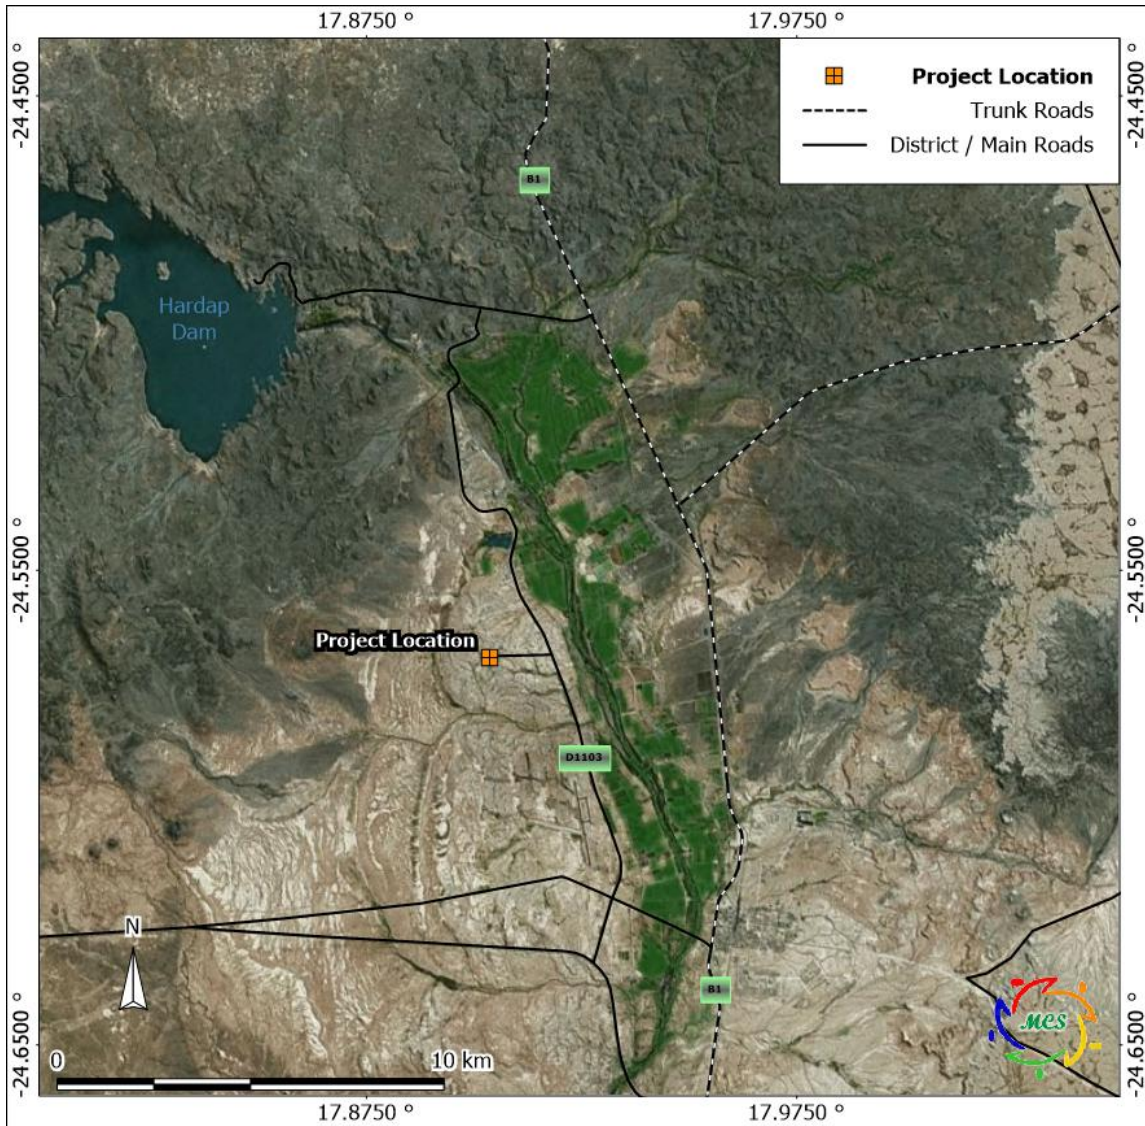 17.8750 °
17.9750 °
-24.4500 °
-24.4500 °
Project Location
Trunk Roads
District / Main Roads
B1
Hardap
Dam
-24.5500 °
-24.5500 °
Project Location
D1103
N
B1
MCS
-24.6500 °
-24.6500 °
0
10 km
17.8750 °
17.9750 °